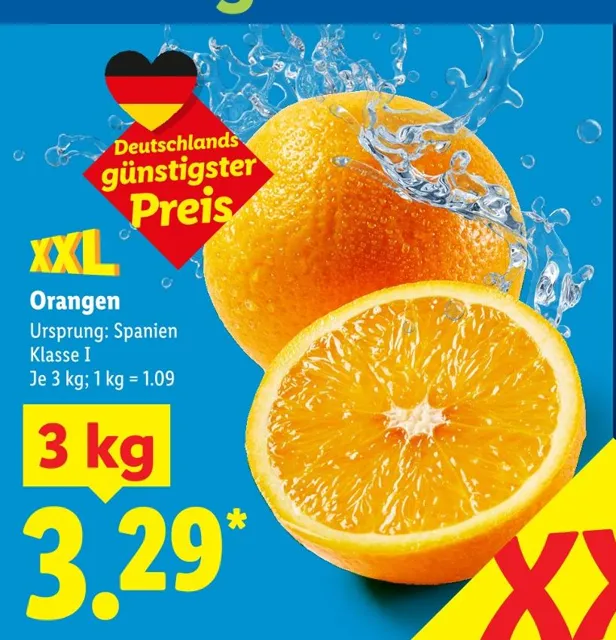 Deutschlands
günstigster
Preis
XXL
Orangen
Ursprung: Spanien
Klasse I
Je 3 kg; 1 kg = 1.09
3 kg
3.29*